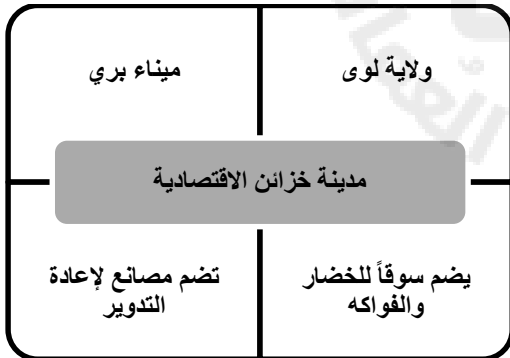 ولاية لوى
ميناء بري
مدينة خزائن الاقتصادية
يضم سوقاً للخضار
والفواكه
تضم مصانع لإعادة
التدوير